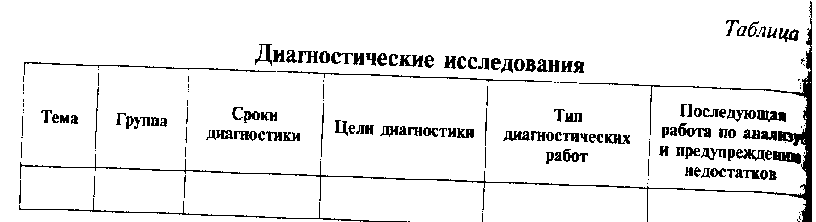 Таблица
Диагностические исследования
Тема
Группа
Сроки
диагностики
Цели диагностики
Тип
диагностических
работ
Последующая
работа по анализу
и предупреждению
недостатков